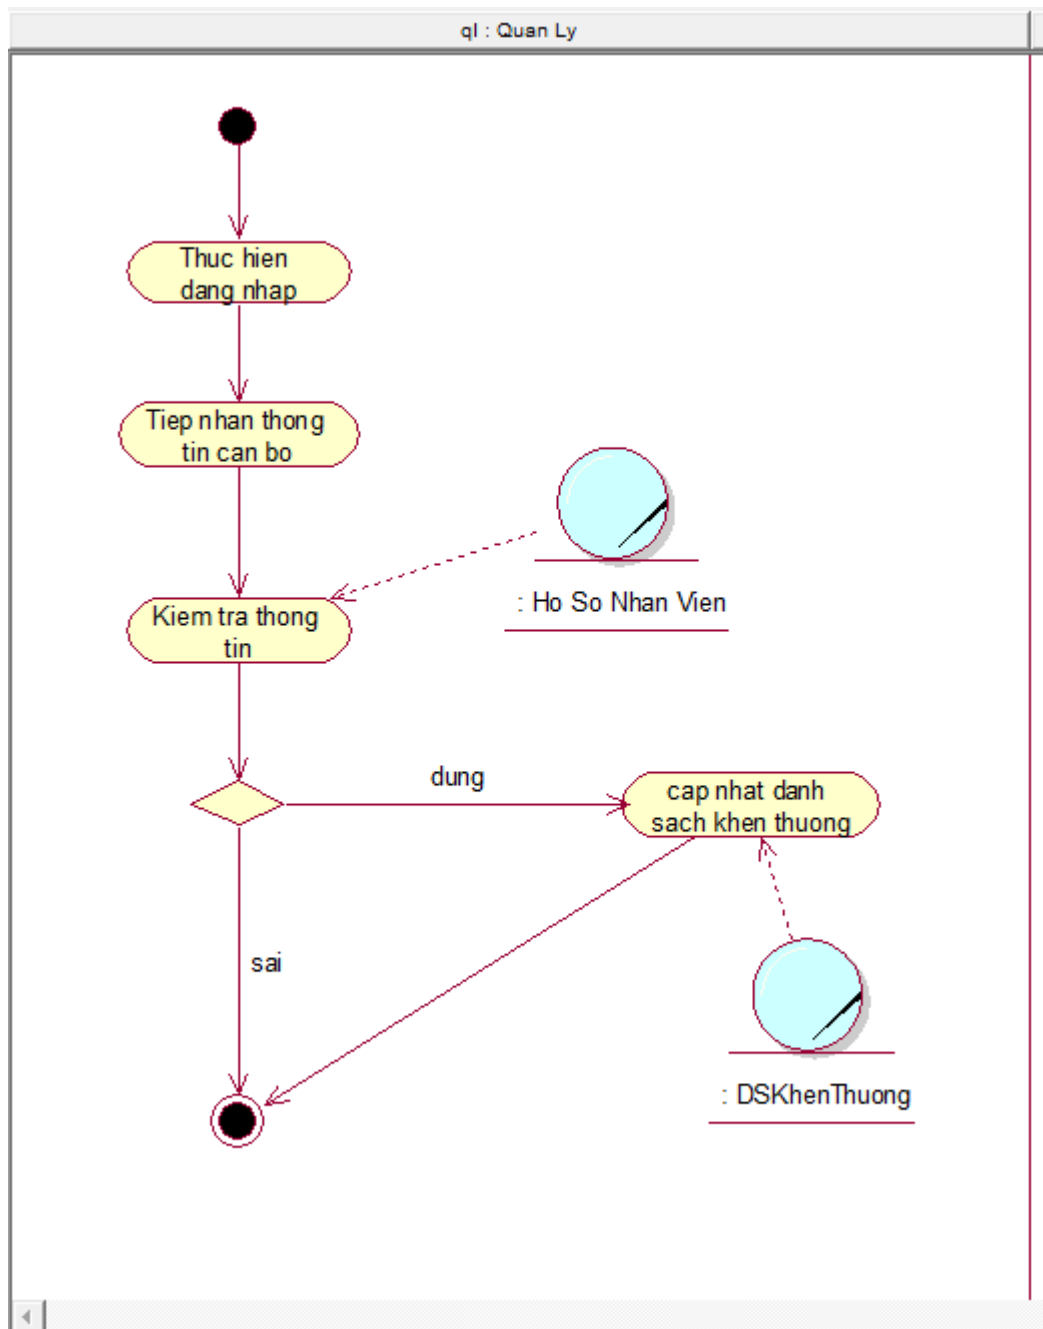 ql : Quan Ly
Thuc hien
dang nhap
Tiep nhan thong
tin can bo
: Ho So Nhan Vien
Kiem tra thong
tin
dung
cap nhat danh
sach khen thuong
sai
: DSKhenThuong